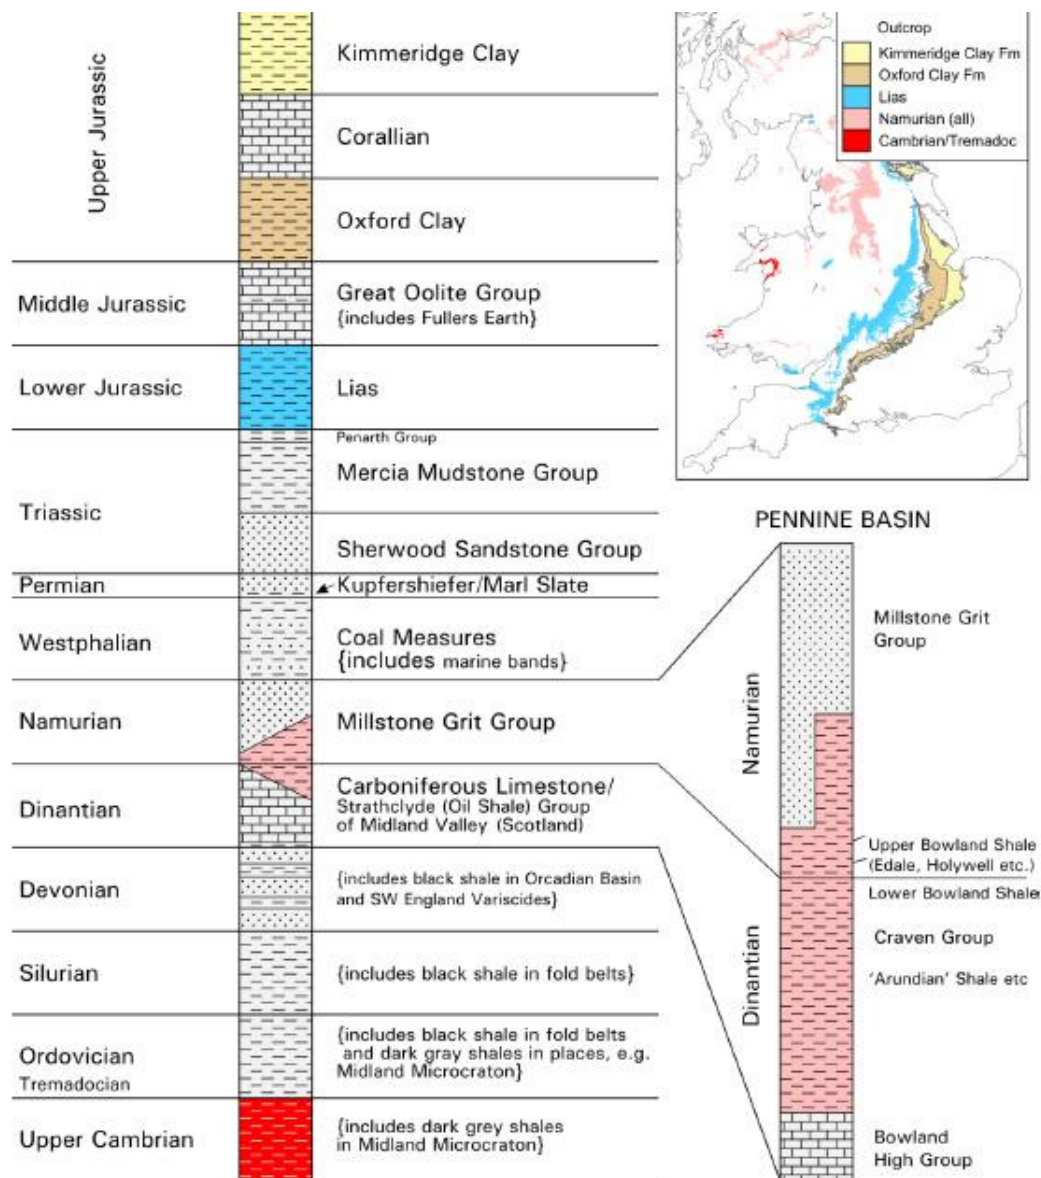 Upper Jurassic
Kimmeridge Clay
Corallian
Oxford Clay
Middle Jurassic
Great Oolite Group
{includes Fullers Earth}
Lower Jurassic
Lias
Triassic
Penarth Group
Mercia Mudstone Group
Sherwood Sandstone Group
Permian
Kupfershiefer/Marl Slate
Westphalian
Coal Measures
{includes marine bands}
Namurian
Millstone Grit Group
Dinantian
Carboniferous Limestone/
Strathclyde (Oil Shale) Group
of Midland Valley (Scotland)
Devonian
{includes black shale in Orcadian Basin
and SW England Variscides}
Silurian
{includes black shale in fold belts}
Ordovician
Tremadocian
{includes black shale in fold belts
and dark gray shales in places, e.g.
Midland Microcraton}
Upper Cambrian
{includes dark grey shales
in Midland Microcraton}
Outcrop
Kimmeridge Clay Fm
Oxford Clay Fm
Lias
Namurian (all)
Cambrian/Tremadoc
PENNINE BASIN
Namurian
Millstone Grit
Group
Upper Bowland Shale
(Edale, Holywell etc.)
Lower Bowland Shale
Dinantian
Craven Group
'Arundian' Shale etc
Bowland
High Group